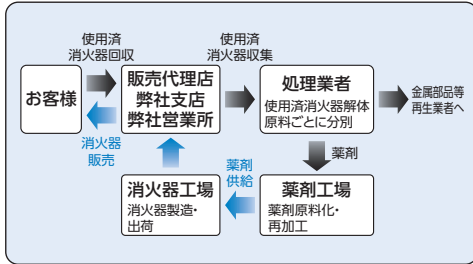 使用済
消火器回収
使用済
消火器収集
お客様
販売代理店
弊社支店
弊社営業所
処理業者
使用済消火器解体
原料ごとに分別
金属部品等
再生業者へ
消火器
販売
薬剤
消火器工場
消火器製造・
出荷
薬剤
供給
薬剤工場
薬剤原料化・
再加工